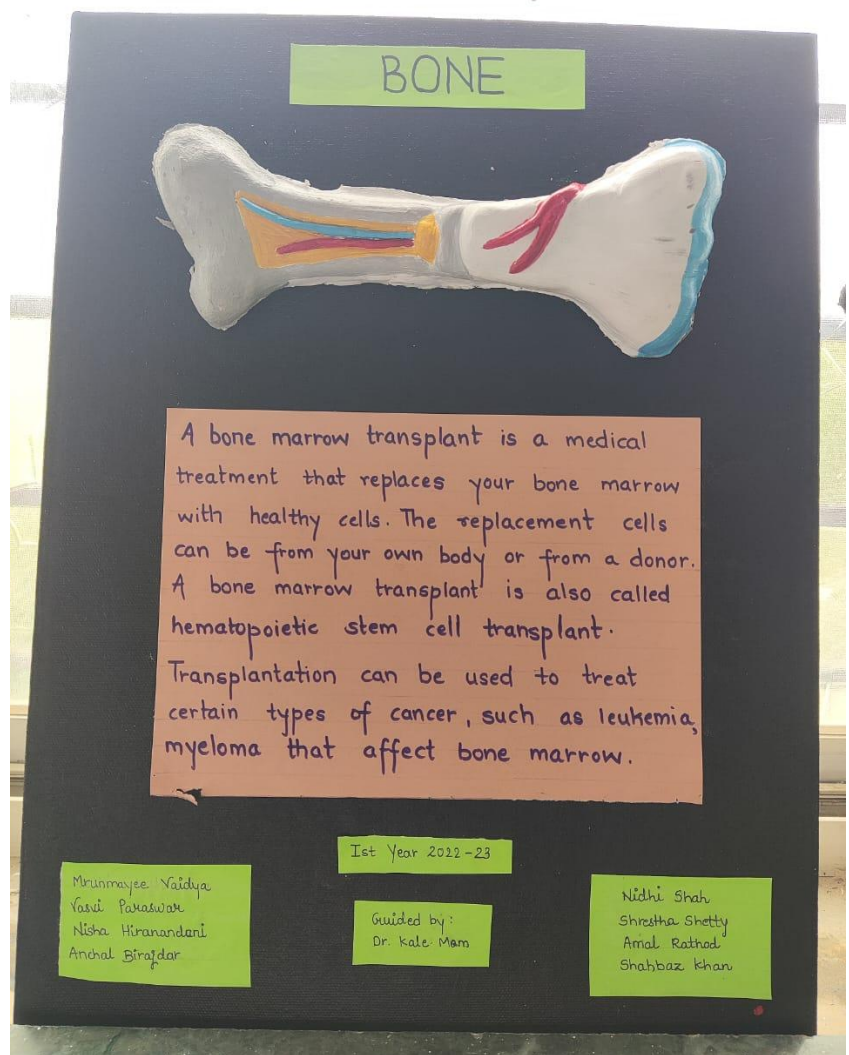 BONE
A bone marrow transplant is a medical
treatment that replaces your bone marrow
with healthy cells. The replacement cells
can be from your own body or from a donor.
A bone marrow transplant is also called
hematopoietic stem cell transplant.
Transplantation can be used to treat
certain types of cancer, such as leukemia,
myeloma that affect bone marrow.
Ist Year 2022-23
Mrunmayee Vaidya
Vasvi Paraswar
Nisha Hiranandani
Anchal Birajdar
Guided by:
Dr. Kale Mam
Nidhi Shah
Shrestha Shetty
Amal Rathod
Shahbaz Khan